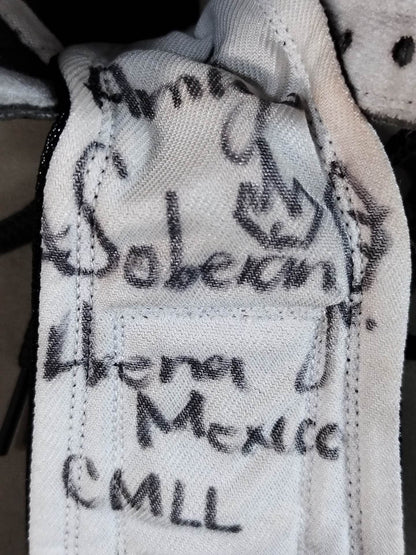 Soberano Jr.
Arena
Mexico
CMLL